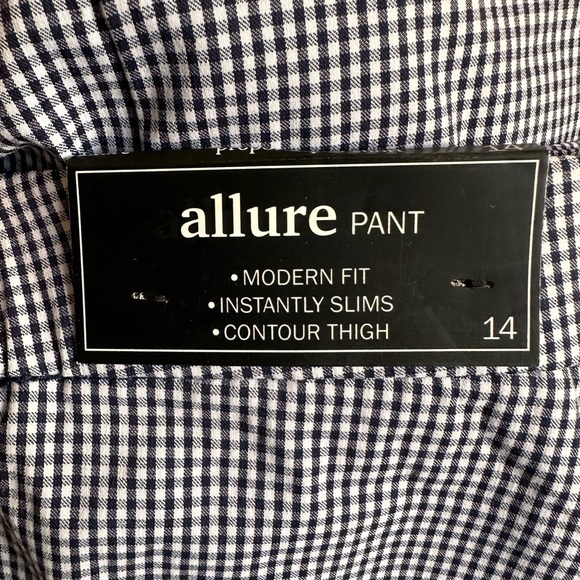 allure PANT
•MODERN FIT
•INSTANTLY SLIMS
•CONTOUR THIGH
14